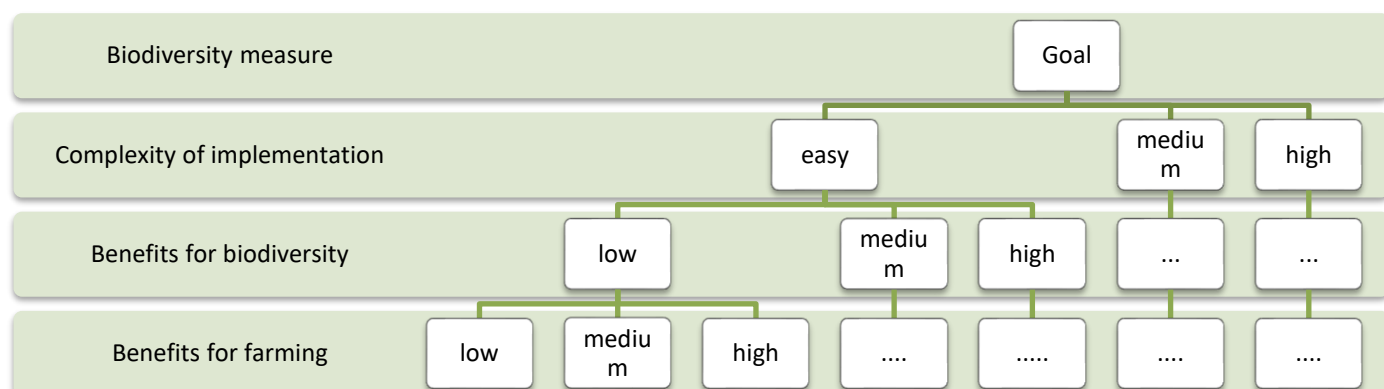 Biodiversity measure
Goal
Complexity of implementation
easy
mediu
m
high
Benefits for biodiversity
low
mediu
m
high
...
...
Benefits for farming
low
mediu
m
high
....
.....
....
....